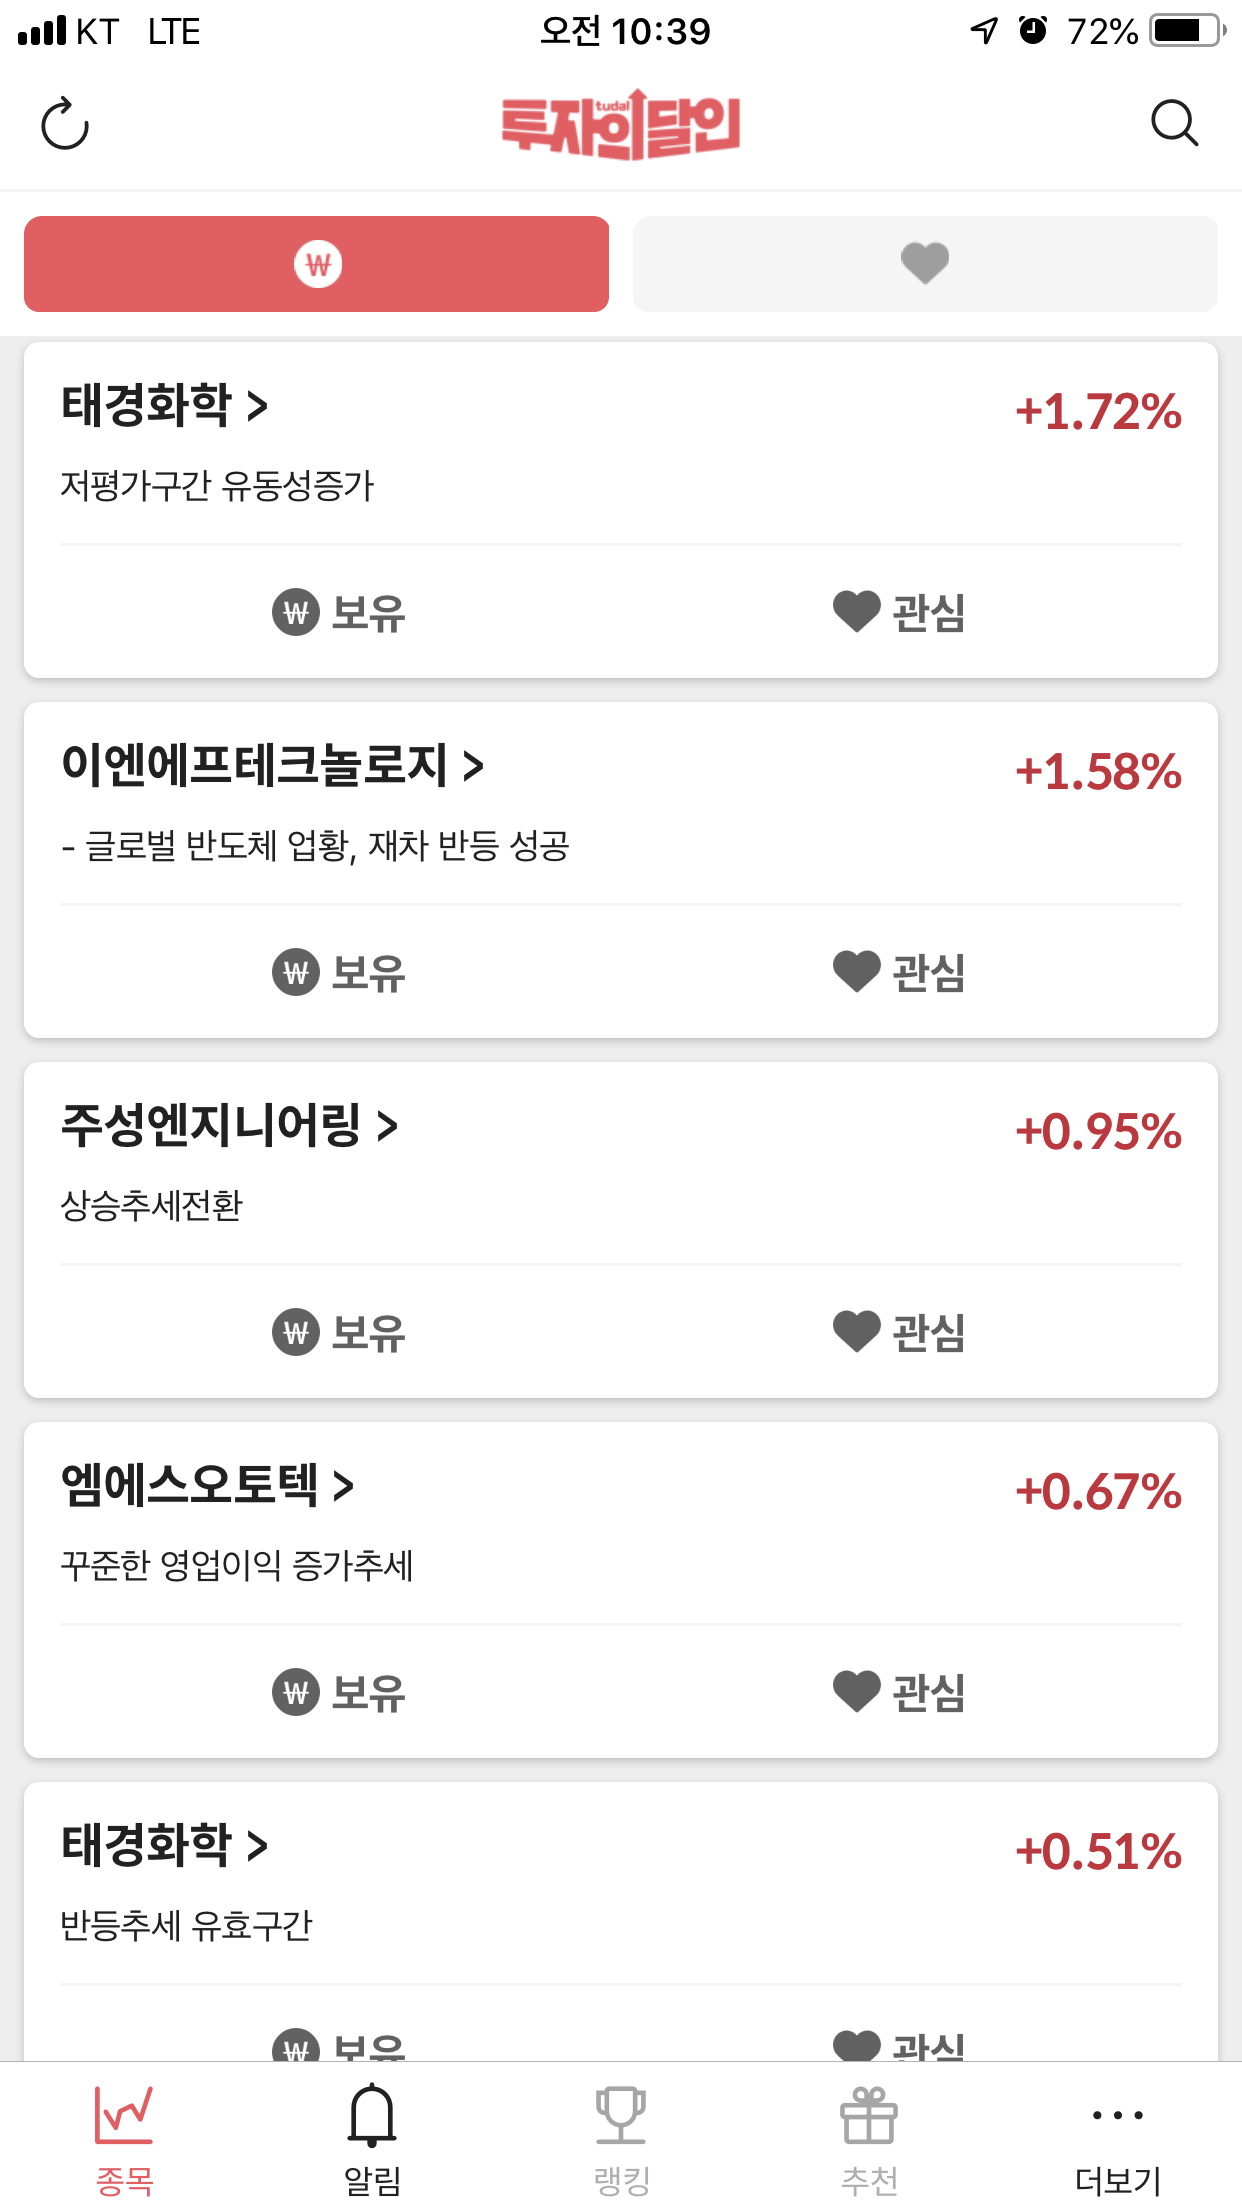 KT LTE 오전 10:39 72%
투자의달인
tudal
태경화학 >
+1.72%
저평가구간 유동성증가
₩ 보유
관심
이엔에프테크놀로지 >
+1.58%
- 글로벌 반도체 업황, 재차 반등 성공
₩ 보유
관심
주성엔지니어링 >
+0.95%
상승추세전환
₩ 보유
관심
엠에스오토텍 >
+0.67%
꾸준한 영업이익 증가추세
₩ 보유
관심
태경화학 >
+0.51%
반등추세 유효구간
₩ 보유
관심
종목
알림
랭킹
추천
더보기